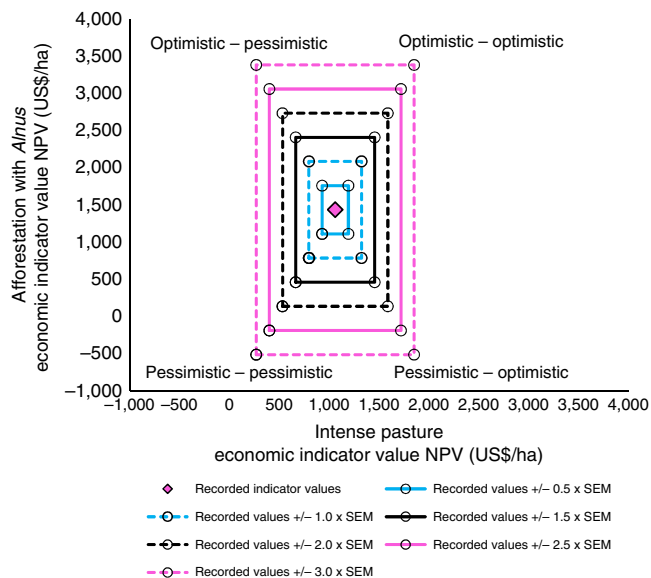 4,000
3,500
3,000
2,500
2,000
1,500
1,000
500
0
–500
–1,000
Afforestation with Alnus
economic indicator value NPV (US$/ha)
Optimistic – pessimistic
Optimistic – optimistic
Pessimistic – pessimistic
Pessimistic – optimistic
–1,000 –500 0 500 1,000 1,500 2,000 2,500 3,000 3,500 4,000
Intense pasture
economic indicator value NPV (US$/ha)
Recorded indicator values
Recorded values +/– 0.5 x SEM
Recorded values +/– 1.0 x SEM
Recorded values +/– 1.5 x SEM
Recorded values +/– 2.0 x SEM
Recorded values +/– 2.5 x SEM
Recorded values +/– 3.0 x SEM